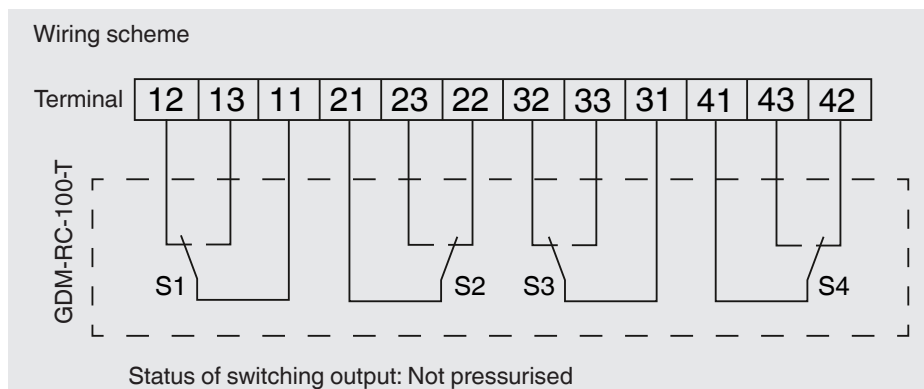 Wiring scheme
Terminal 12 13 11 21 23 22 32 33 31 41 43 42
GDM-RC-100-T
S1 S2 S3 S4
Status of switching output: Not pressurised